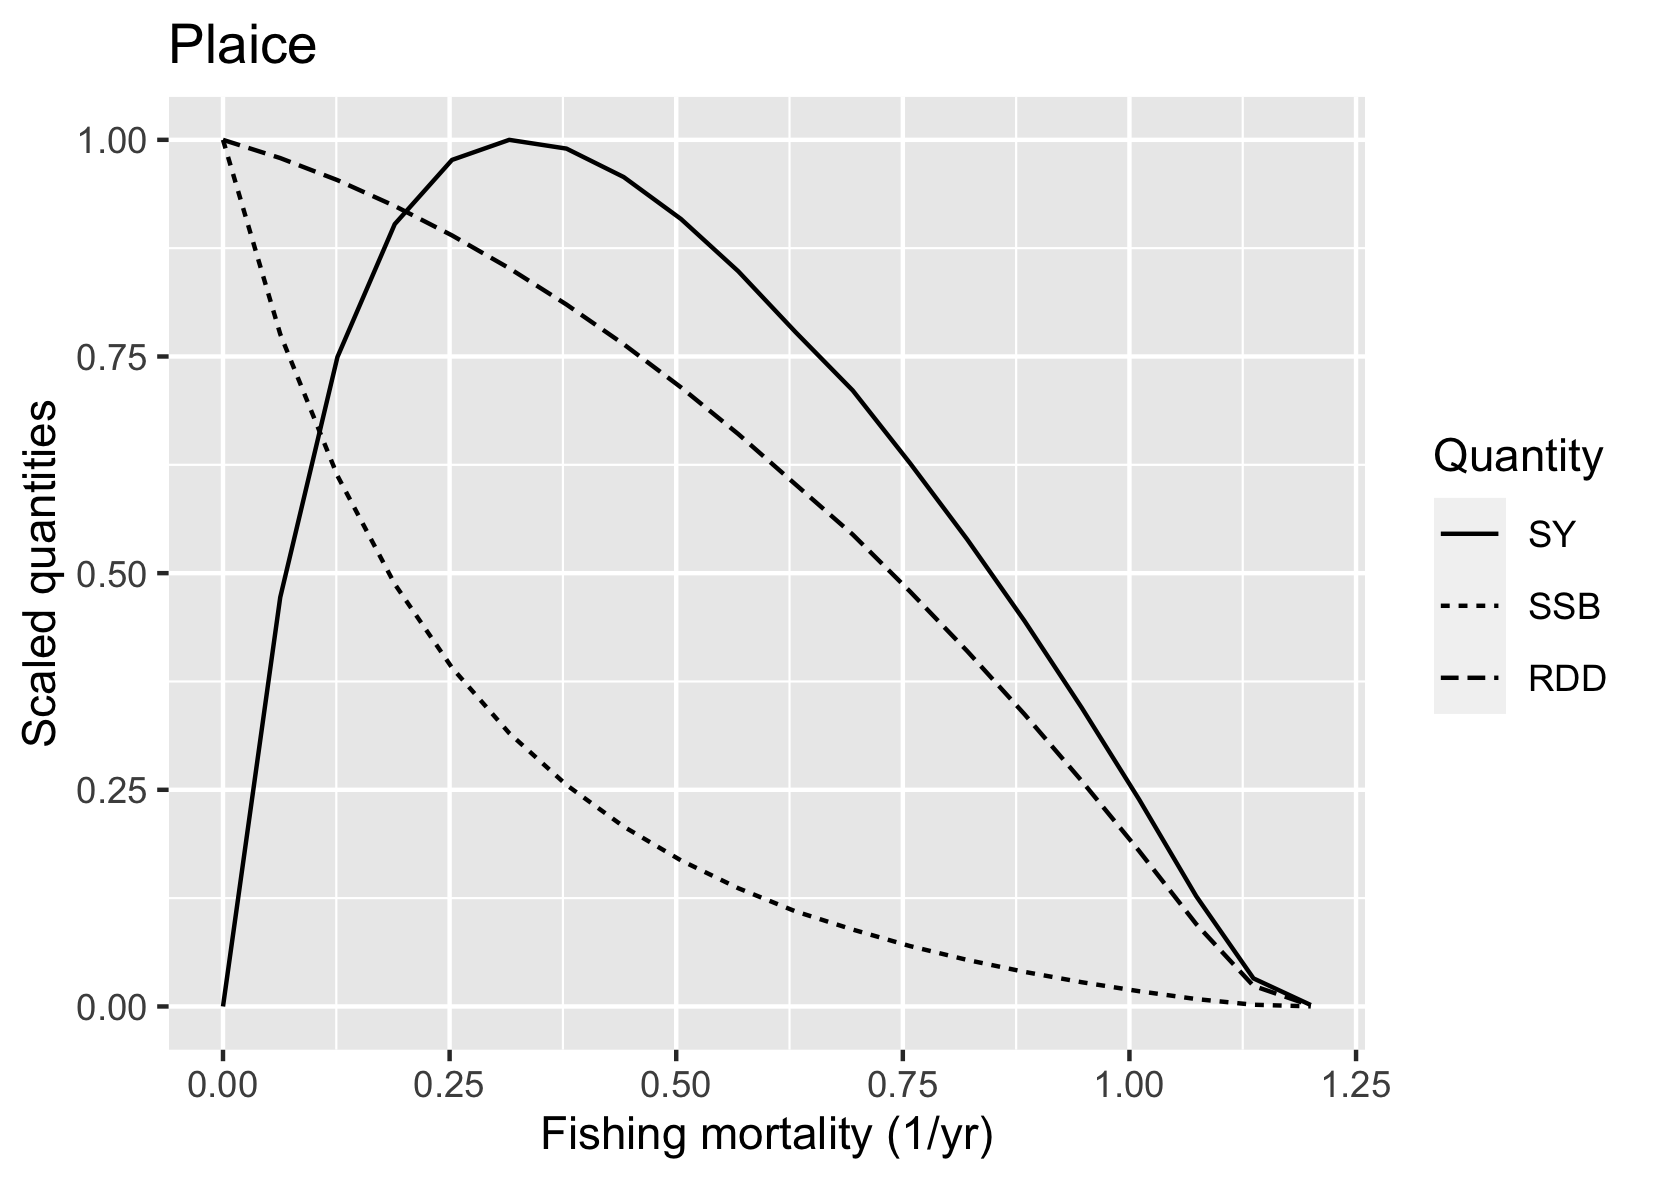 Plaice
Scaled quantities
1.00
0.75
0.50
0.25
0.00
0.00 0.25 0.50 0.75 1.00 1.25
Fishing mortality (1/yr)
Quantity
SY
SSB
RDD